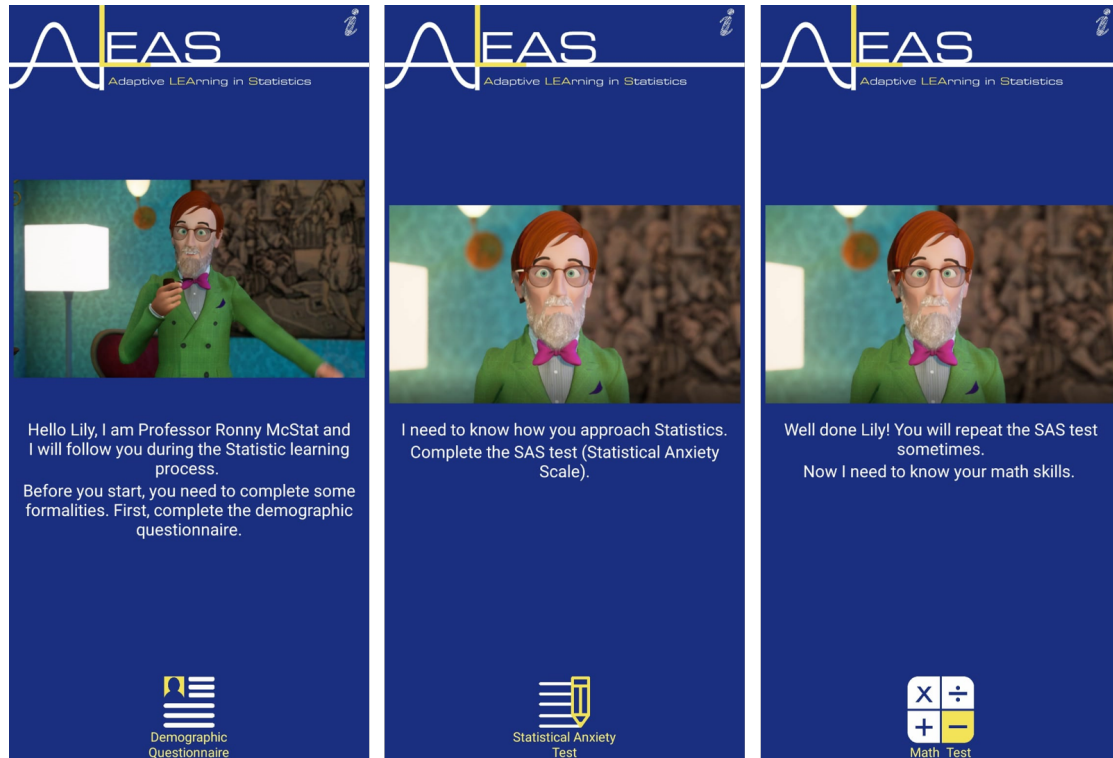 ALEAS
Adaptive LEArning in Statistics
i
Hello Lily, I am Professor Ronny McStat and
I will follow you during the Statistic learning
process.
Before you start, you need to complete some
formalities. First, complete the demographic
questionnaire.
Demographic
Questionnaire
ALEAS
Adaptive LEArning in Statistics
i
I need to know how you approach Statistics.
Complete the SAS test (Statistical Anxiety
Scale).
Statistical Anxiety
Test
ALEAS
Adaptive LEArning in Statistics
i
Well done Lily! You will repeat the SAS test
sometimes.
Now I need to know your math skills.
x ÷
+ −
Math Test